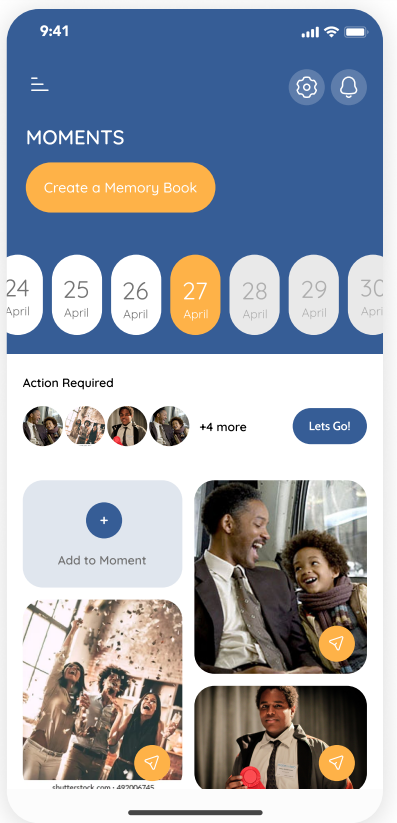 9:41
MOMENTS
Create a Memory Book
24 25 26 27 28 29 30
April April April April April April
Action Required
+4 more Lets Go!
+
Add to Moment
shutterstock.com · 492006745